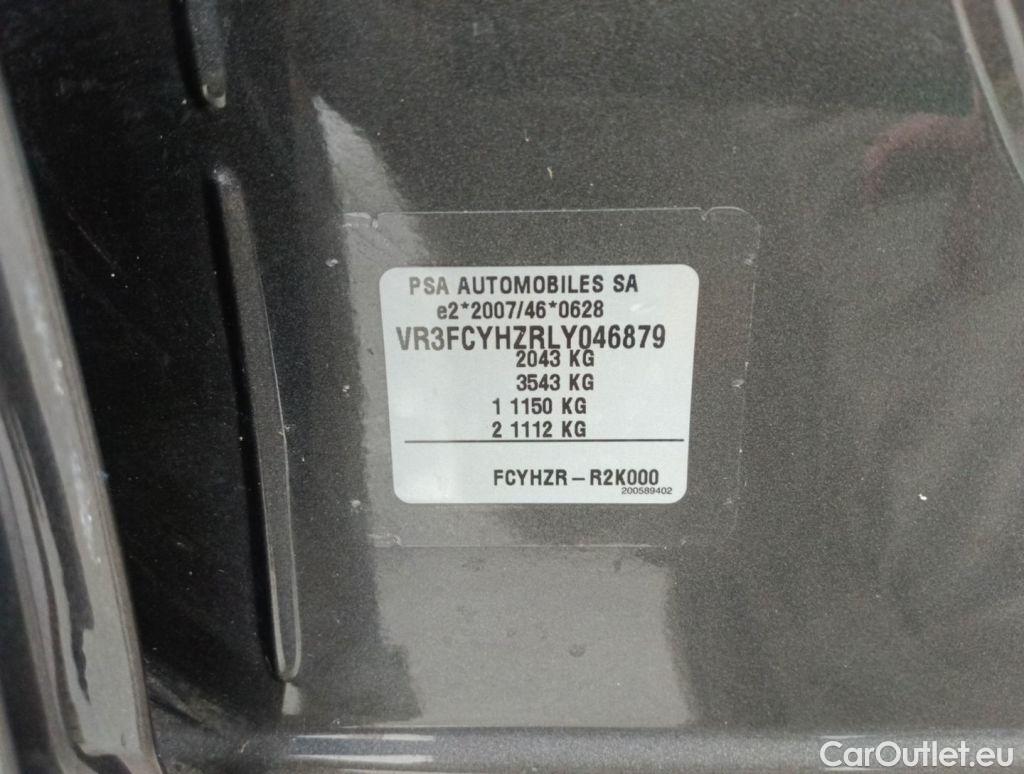 PSA AUTOMOBILES SA
e2*2007/46*0628
VR3FCYHZRLY046879
2043 KG
3543 KG
1 1150 KG
2 1112 KG
FCYHZR – R2K000
200589402
CarOutlet.eu